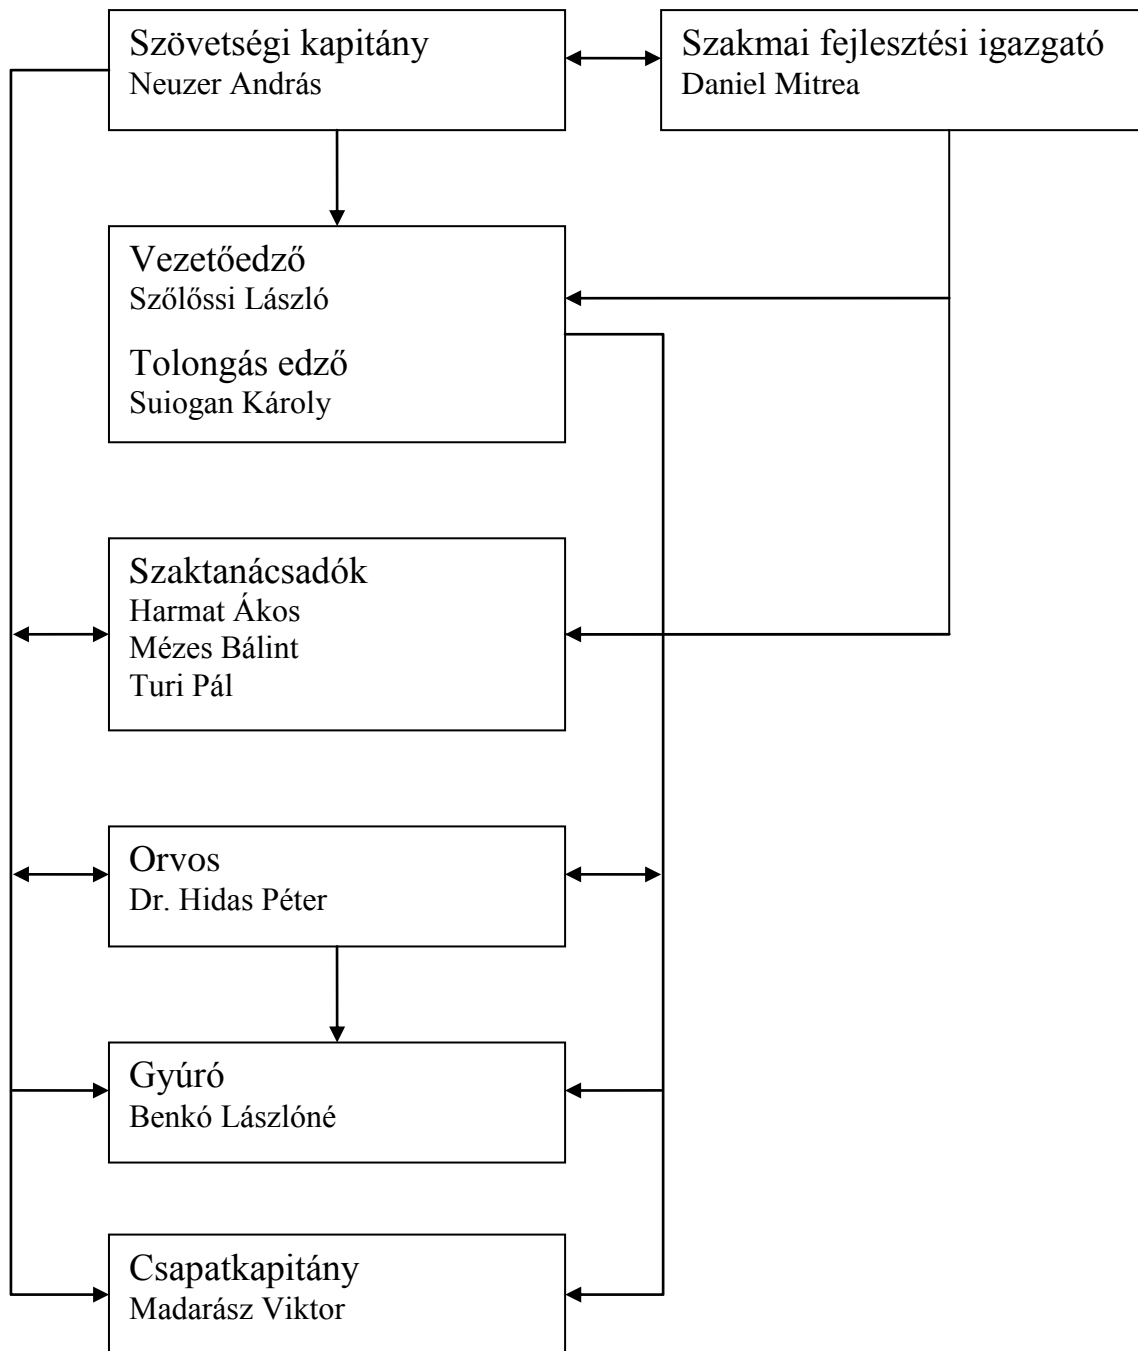 Szövetségi kapitány
Neuzer András
Szakmai fejlesztési igazgató
Daniel Mitrea
Vezetőedző
Szőlőssi László
Tolongás edző
Suiogan Károly
Szaktanácsadók
Harmat Ákos
Mézes Bálint
Turi Pál
Orvos
Dr. Hidas Péter
Gyúró
Benkó Lászlóné
Csapatkapitány
Madarász Viktor